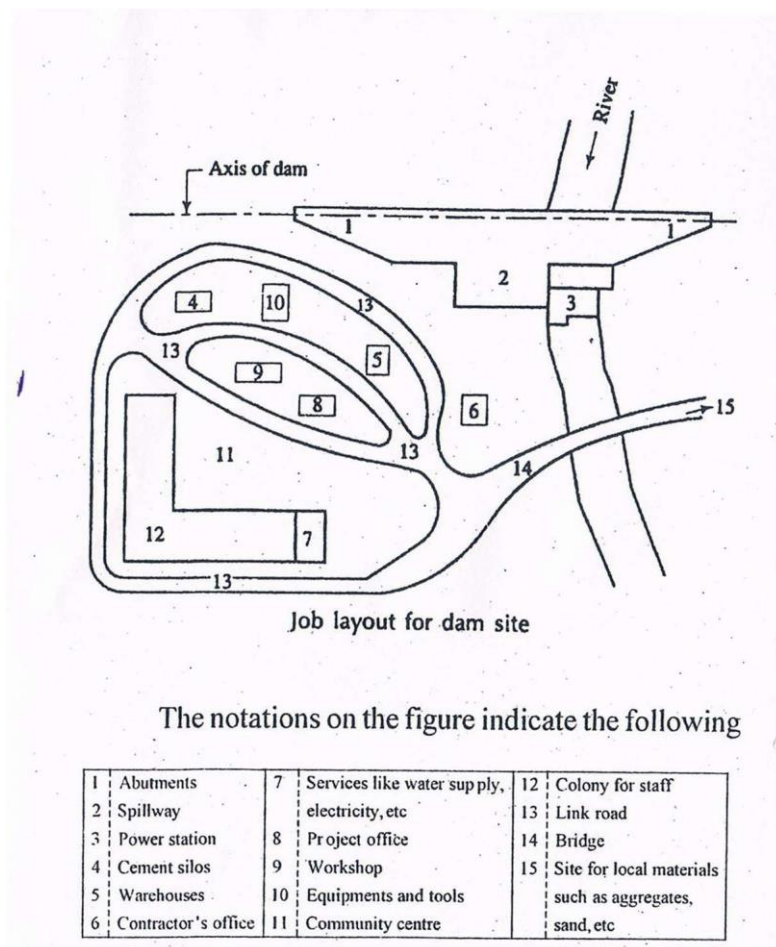 River
Axis of dam
1
1
2
3
4
10
13
5
13
9
8
6
15
13
14
11
12
7
13
Job layout for dam site
The notations on the figure indicate the following
1 Abutments 7 Services like water supply, 12 Colony for staff
2 Spillway electricity, etc 13 Link road
3 Power station 8 Project office 14 Bridge
4 Cement silos 9 Workshop 15 Site for local materials
5 Warehouses 10 Equipments and tools such as aggregates,
6 Contractor's office 11 Community centre sand, etc